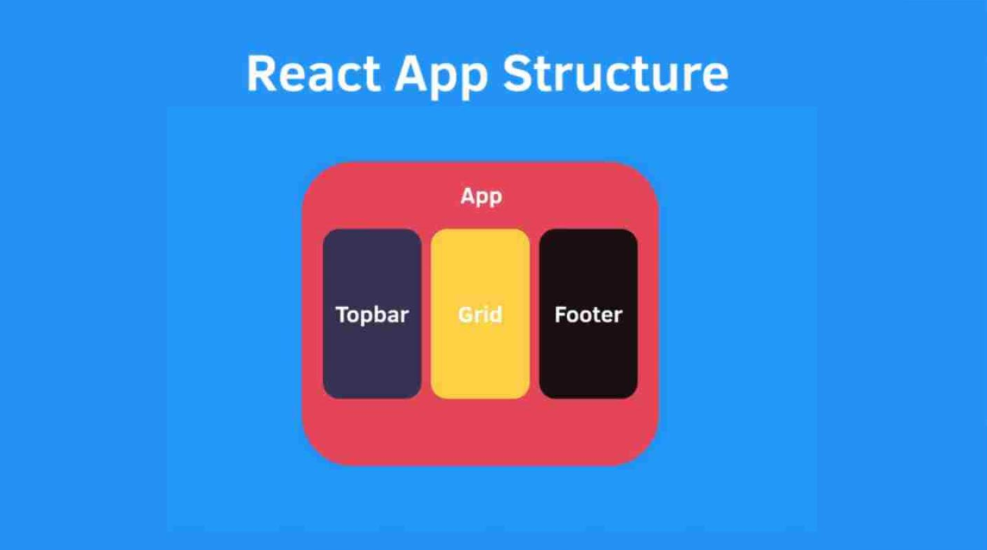 React App Structure
App
Topbar Grid Footer